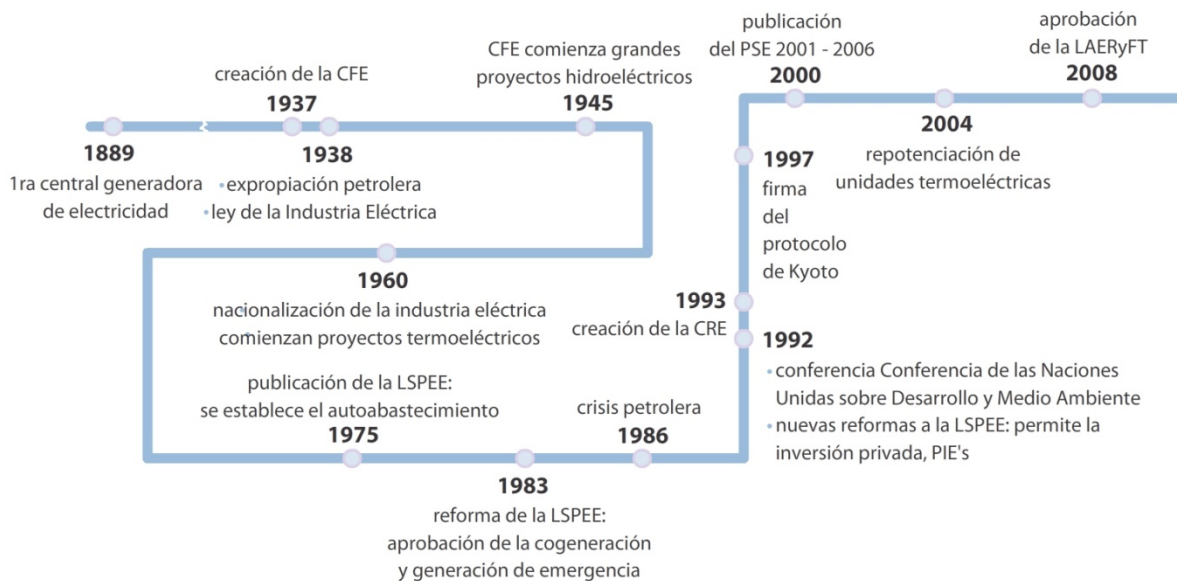 1889
1ra central generadora
de electricidad
creación de la CFE
1937
1938
• expropiación petrolera
• ley de la Industria Eléctrica
CFE comienza grandes
proyectos hidroeléctricos
1945
1960
nacionalización de la industria eléctrica
comienzan proyectos termoeléctricos
publicación de la LSPEE:
se establece el autoabastecimiento
1975
1983
reforma de la LSPEE:
aprobación de la cogeneración
y generación de emergencia
crisis petrolera
1986
1992
• conferencia Conferencia de las Naciones
Unidas sobre Desarrollo y Medio Ambiente
• nuevas reformas a la LSPEE: permite la
inversión privada, PIE's
1993
creación de la CRE
1997
firma
del
protocolo
de Kyoto
publicación
del PSE 2001 - 2006
2000
2004
repotenciación de
unidades termoeléctricas
aprobación
de la LAERyFT
2008